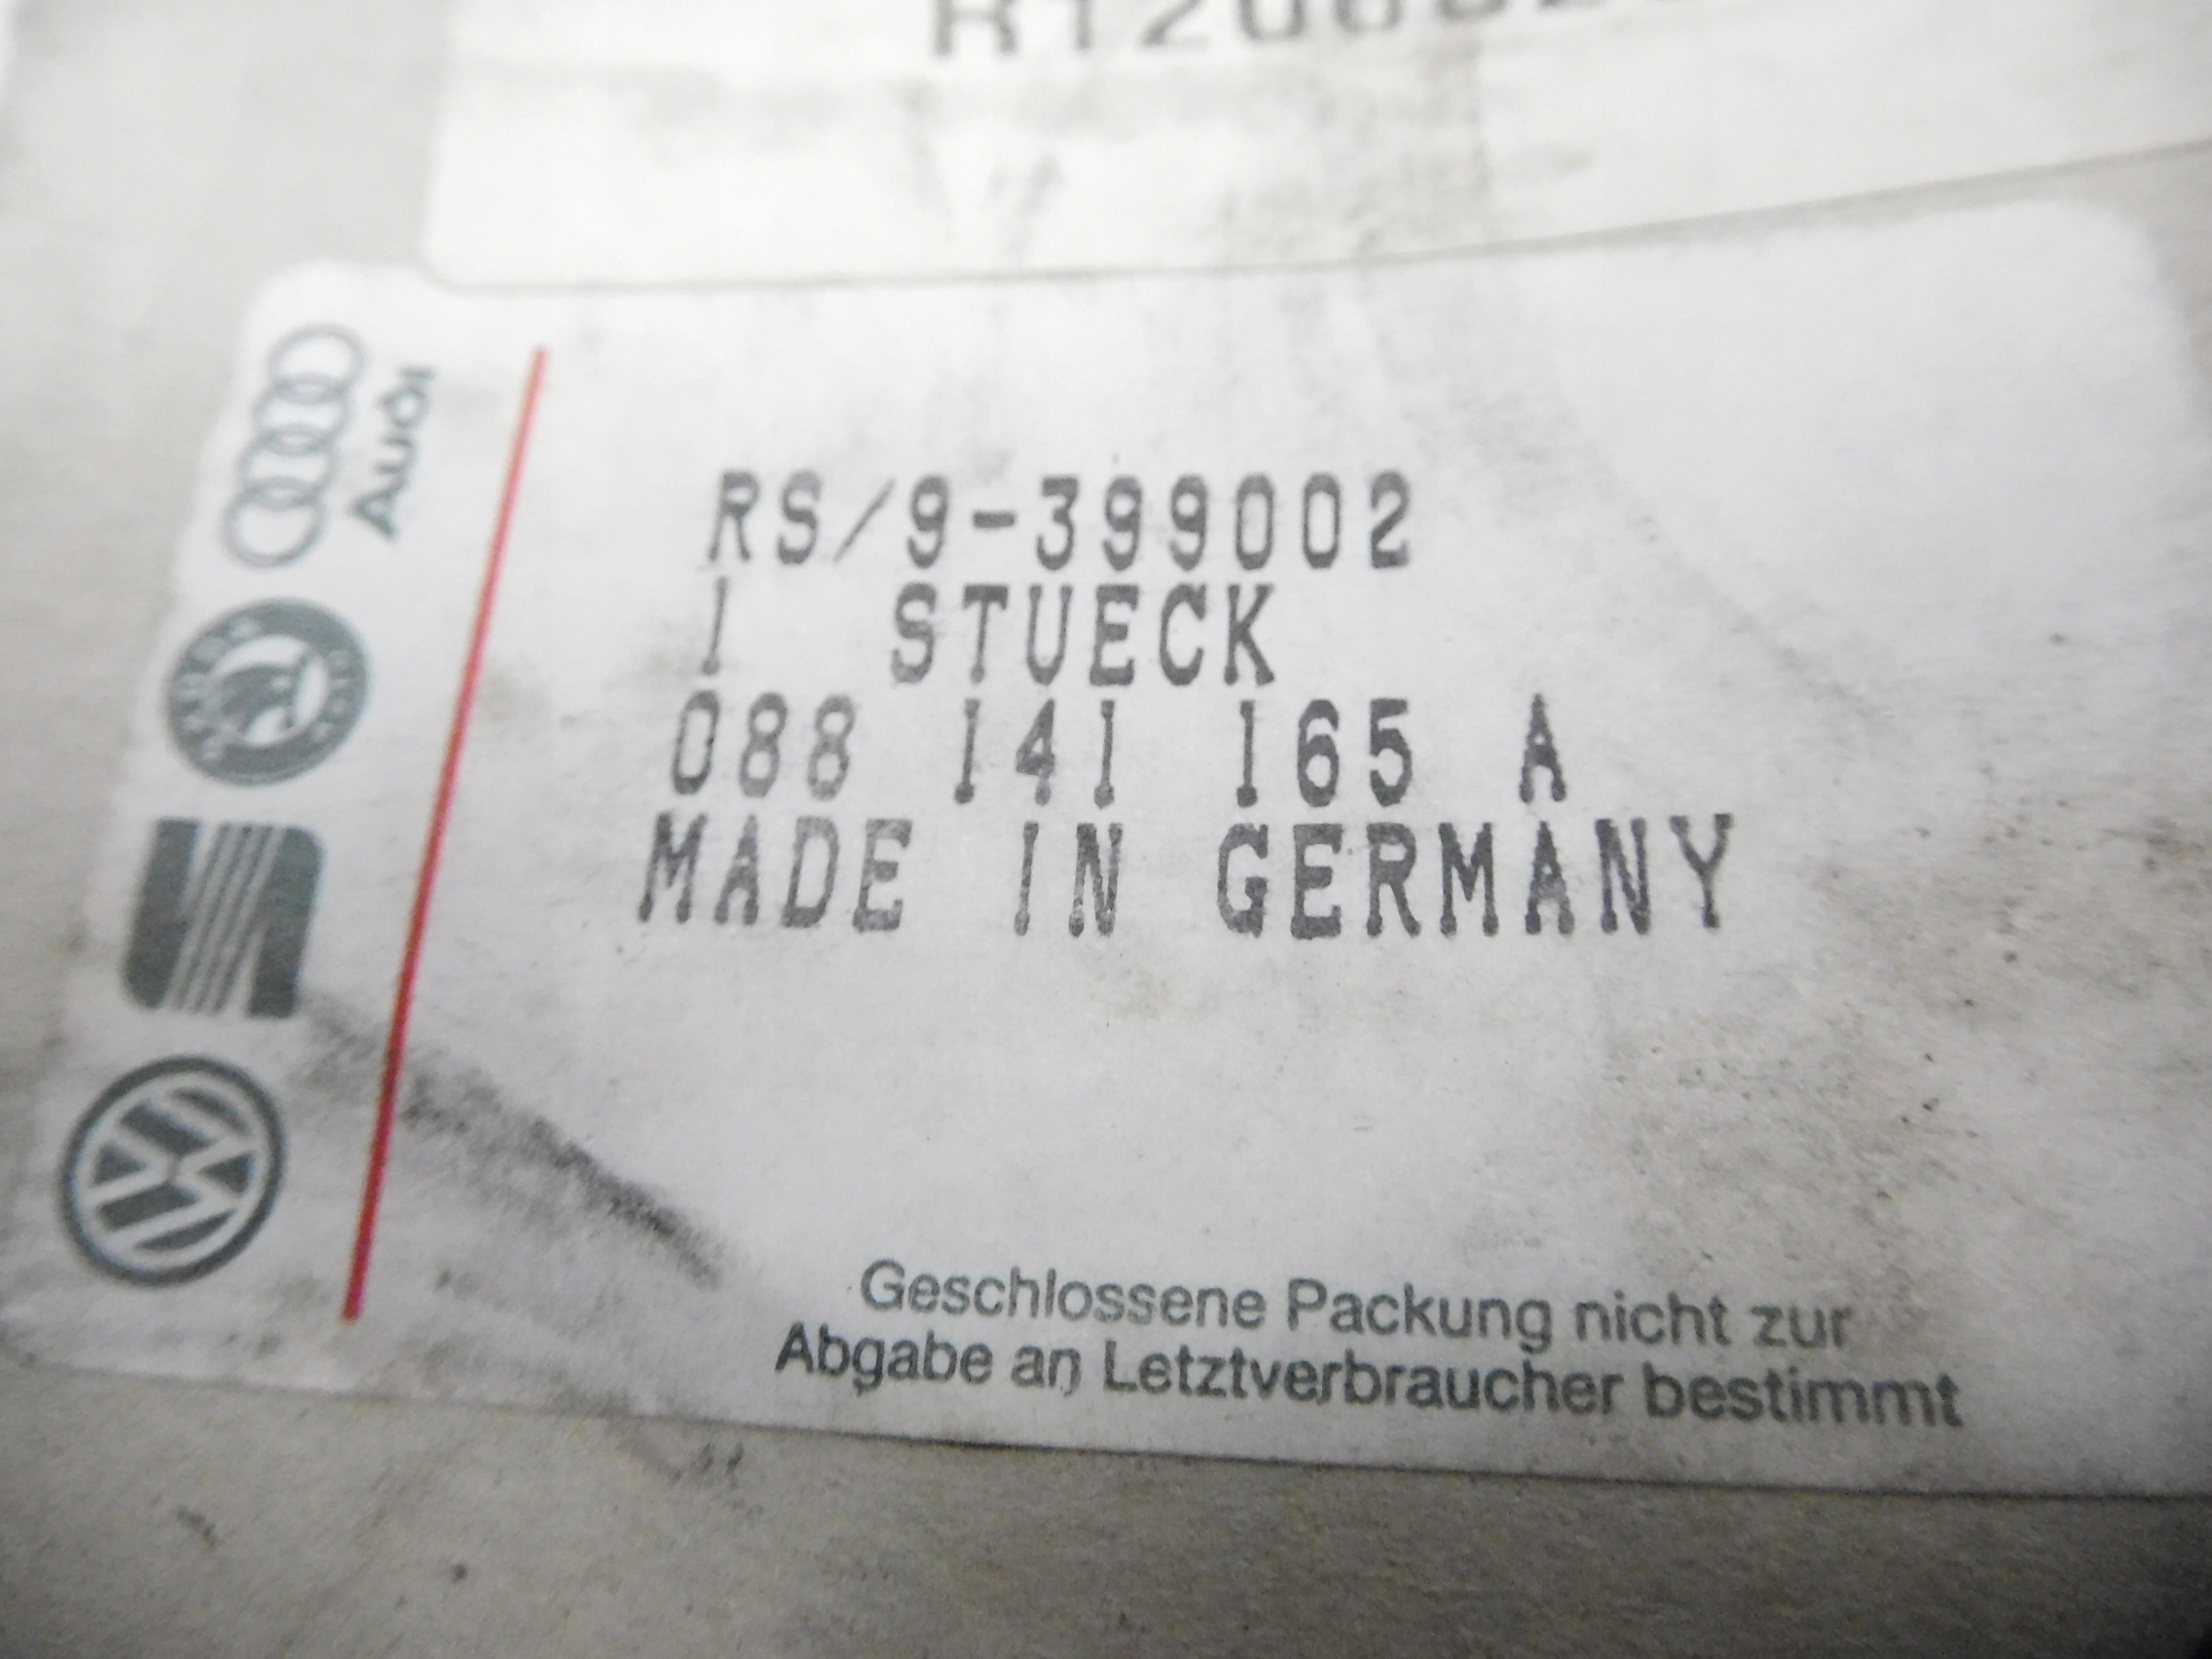 RS/9-399002
1 STUECK
088 141 165 A
MADE IN GERMANY
Audi
Geschlossene Packung nicht zur
Abgabe an Letztverbraucher bestimmt